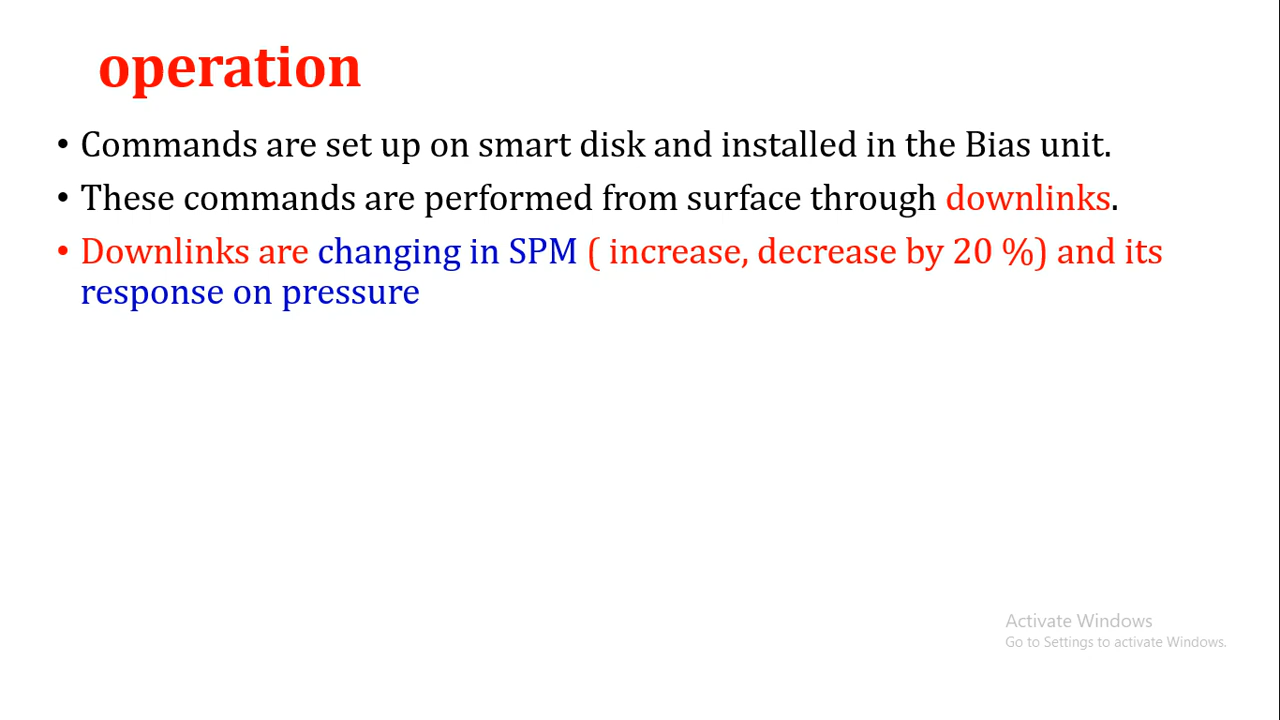 operation
• Commands are set up on smart disk and installed in the Bias unit.
• These commands are performed from surface through downlinks.
• Downlinks are changing in SPM ( increase, decrease by 20 %) and its
response on pressure
Activate Windows
Go to Settings to activate Windows.